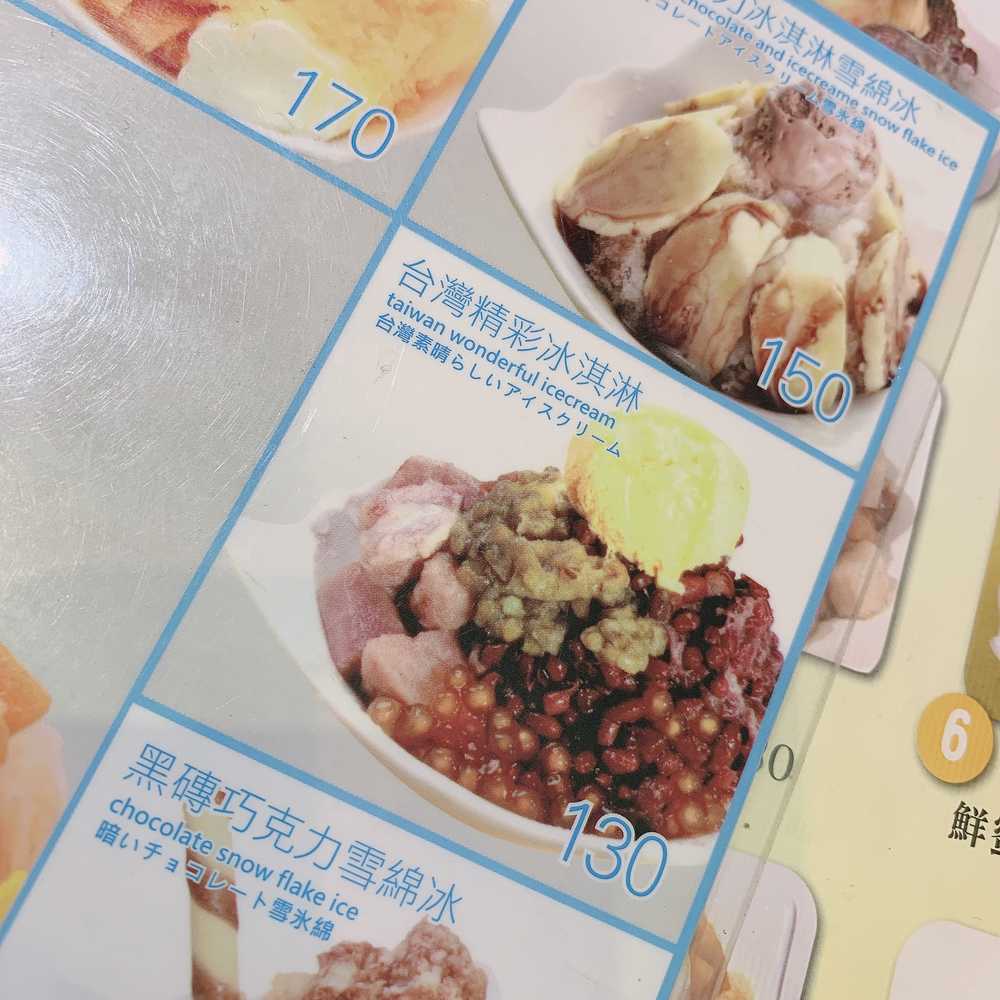 170
力冰淇淋雪綿冰
chocolate and icecreame snow flake ice
150
台灣精彩冰淇淋
taiwan wonderful icecream
台灣素晴らしいアイスクリーム
130
黑磚巧克力雪綿冰
chocolate snow flake ice
暗いチョコレート雪氷綿
6
鮮